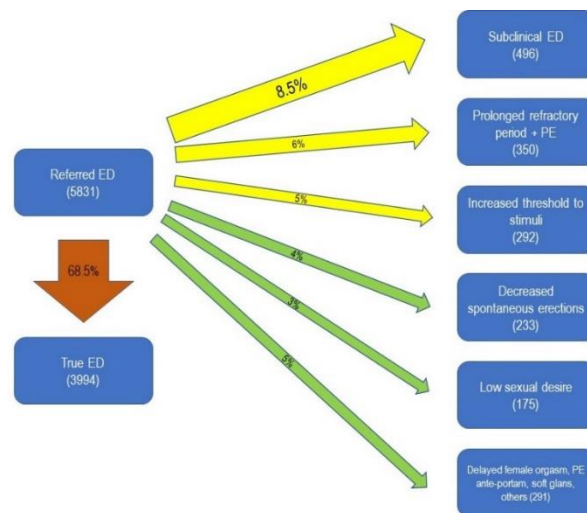 Subclinical ED
(496)
8.5%
Prolonged refractory
period + PE
(350)
6%
Referred ED
(5831)
5%
Increased threshold to
stimuli
(292)
68.5%
4%
Decreased
spontaneous erections
(233)
3%
True ED
(3994)
5%
Low sexual desire
(175)
Delayed female orgasm, PE
ante-portam, soft glans,
others (291)